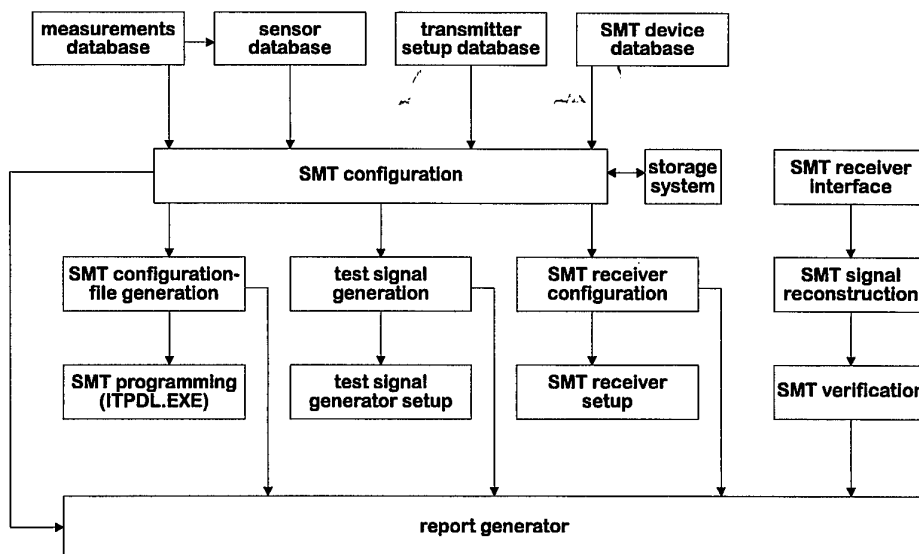 measurements
database
sensor
database
transmitter
setup database
SMT device
database
SMT configuration
storage
system
SMT receiver
interface
SMT configuration-
file generation
test signal
generation
SMT receiver
configuration
SMT signal
reconstruction
SMT programming
(ITPDL.EXE)
test signal
generator setup
SMT receiver
setup
SMT verification
report generator